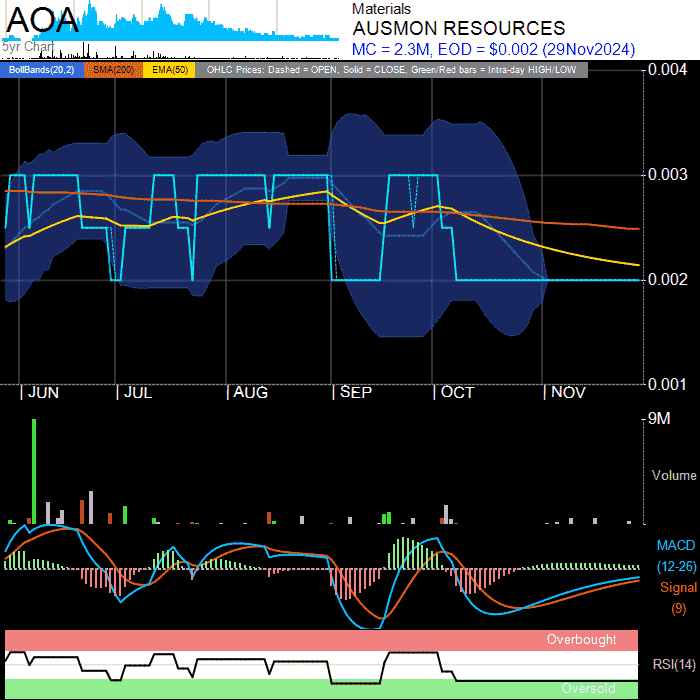 AOA
5yr Chart
Materials
AUSMON RESOURCES
MC = 2.3M, EOD = $0.002 (29Nov2024)
BollBands(20,2) SMA(200) EMA(50) OHLC Prices: Dashed = OPEN, Solid = CLOSE, Green/Red bars = Intra-day HIGH/LOW
0.004
0.003
0.002
0.001
JUN JUL AUG SEP OCT NOV
9M
Volume
MACD
(12-26)
Signal
(9)
Overbought
RSI(14)
Oversold